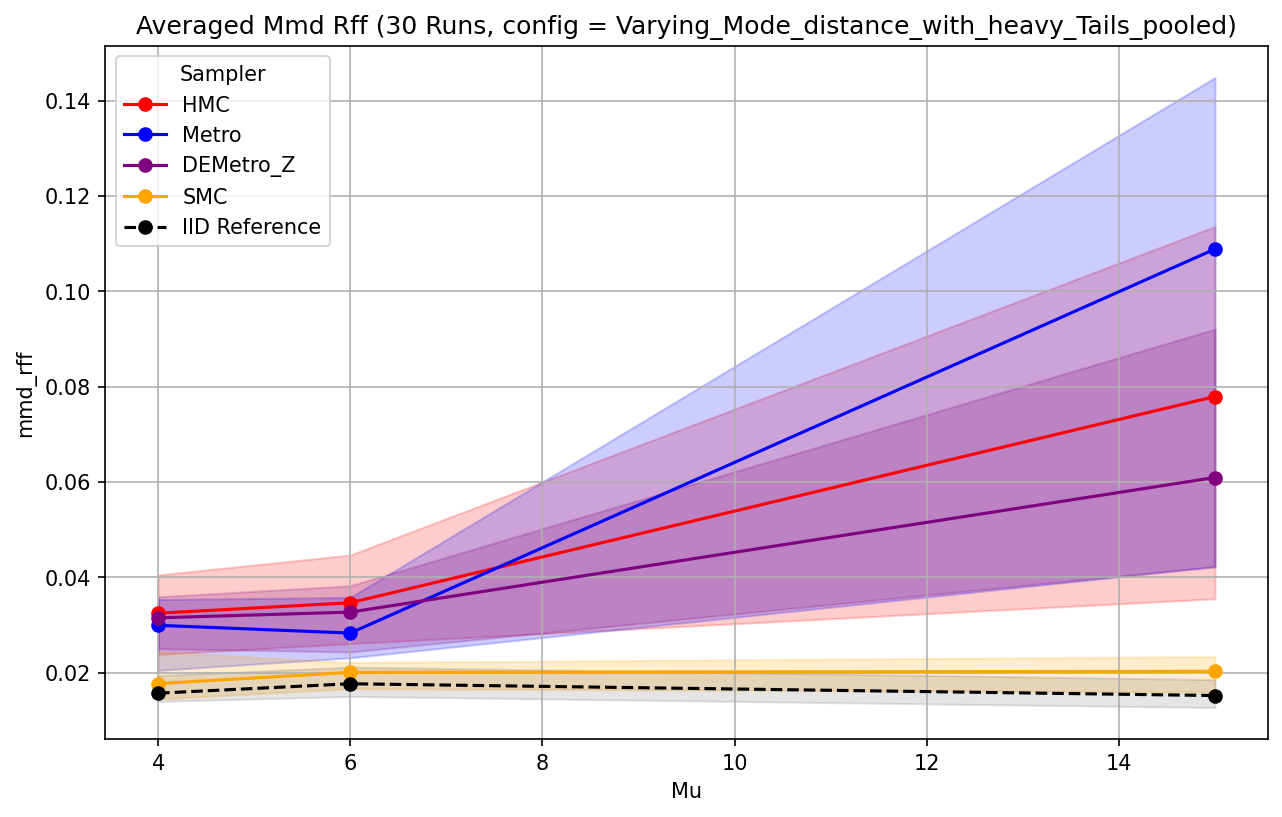 Averaged Mmd Rff (30 Runs, config = Varying_Mode_distance_with_heavy_Tails_pooled)
Sampler
HMC
Metro
DEMetro_Z
SMC
IID Reference
mmd_rff
0.14
0.12
0.10
0.08
0.06
0.04
0.02
4 6 8 10 12 14
Mu